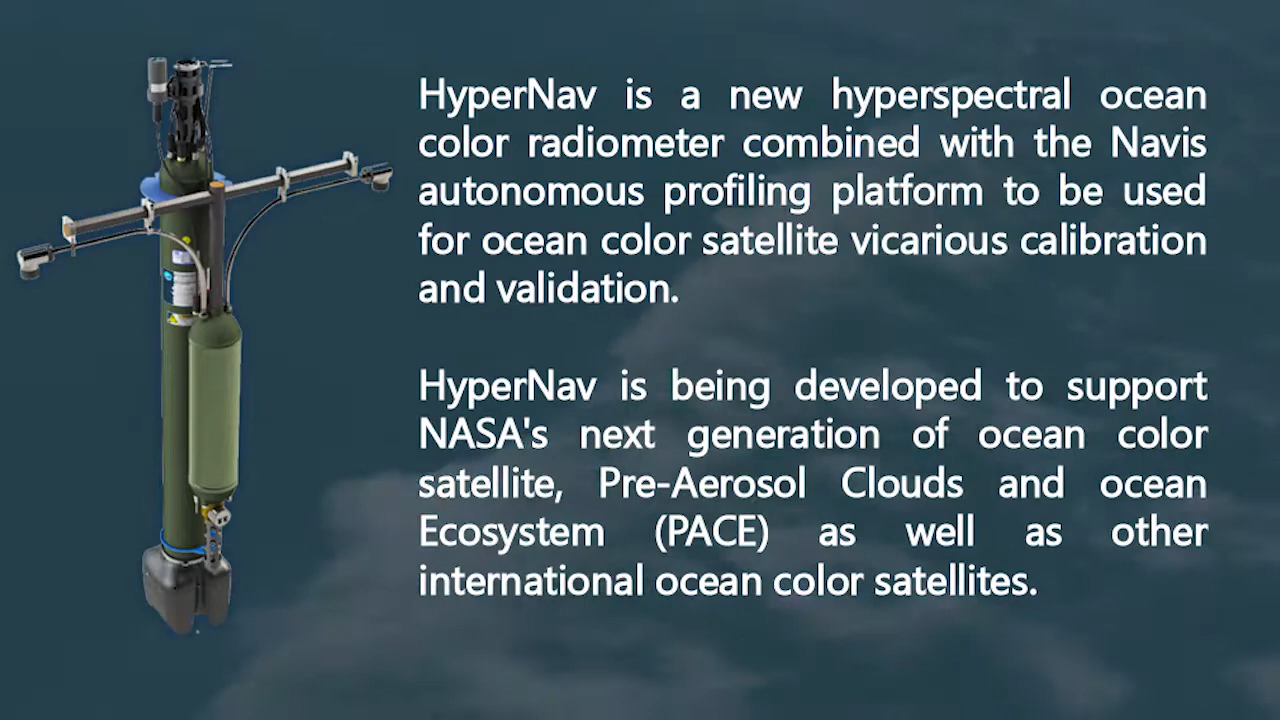 HyperNav is a new hyperspectral ocean
color radiometer combined with the Navis
autonomous profiling platform to be used
for ocean color satellite vicarious calibration
and validation.
HyperNav is being developed to support
NASA's next generation of ocean color
satellite, Pre-Aerosol Clouds and ocean
Ecosystem (PACE) as well as other
international ocean color satellites.